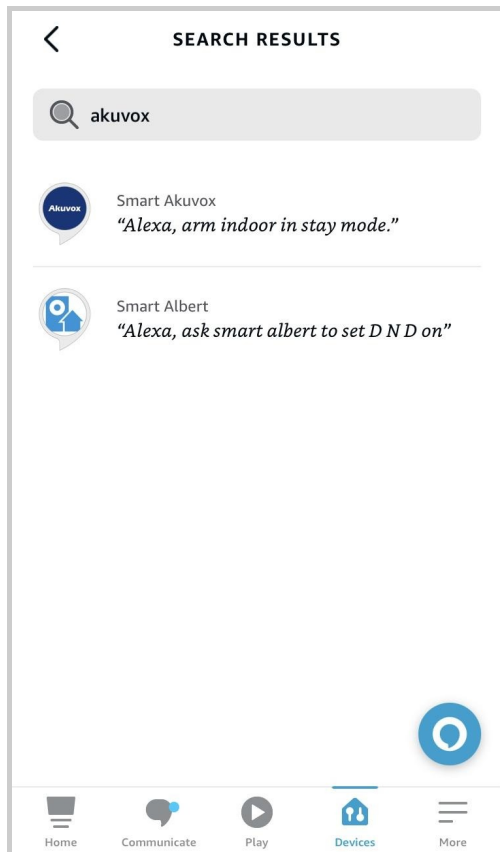 SEARCH RESULTS
akuvox
Akuvox
Smart Akuvox
“Alexa, arm indoor in stay mode.”
Smart Albert
“Alexa, ask smart albert to set D N D on”
Home
Communicate
Play
Devices
More